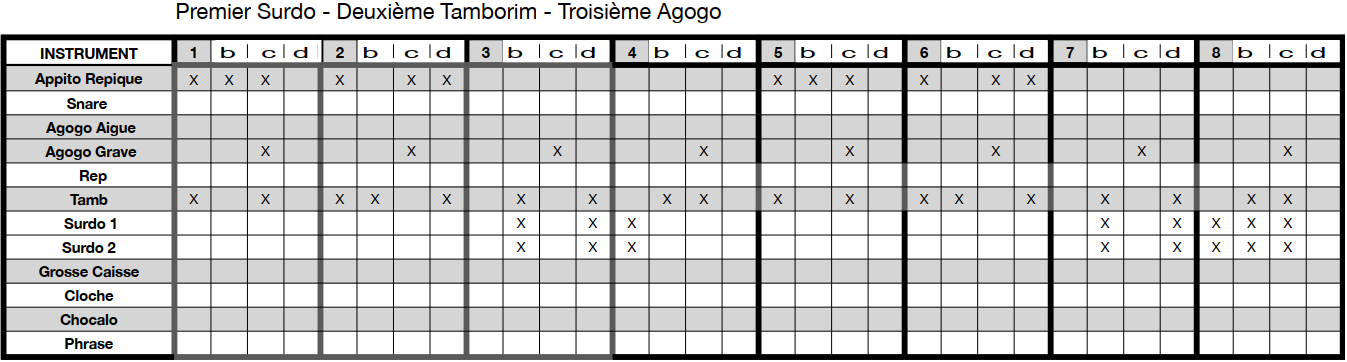 Premier Surdo - Deuxième Tamborim - Troisième Agogo
INSTRUMENT 1 b c d 2 b c d 3 b c d 4 b c d 5 b c d 6 b c d 7 b c d 8 b c d
Appito Repique X X X X X X X X X X X X
Snare
Agogo Aigue
Agogo Grave X X X X X X X X
Rep
Tamb X X X X X X X X X X X X X X X X X X
Surdo 1 X X X X X X X X
Surdo 2 X X X X X X X X
Grosse Caisse
Cloche
Chocalo
Phrase